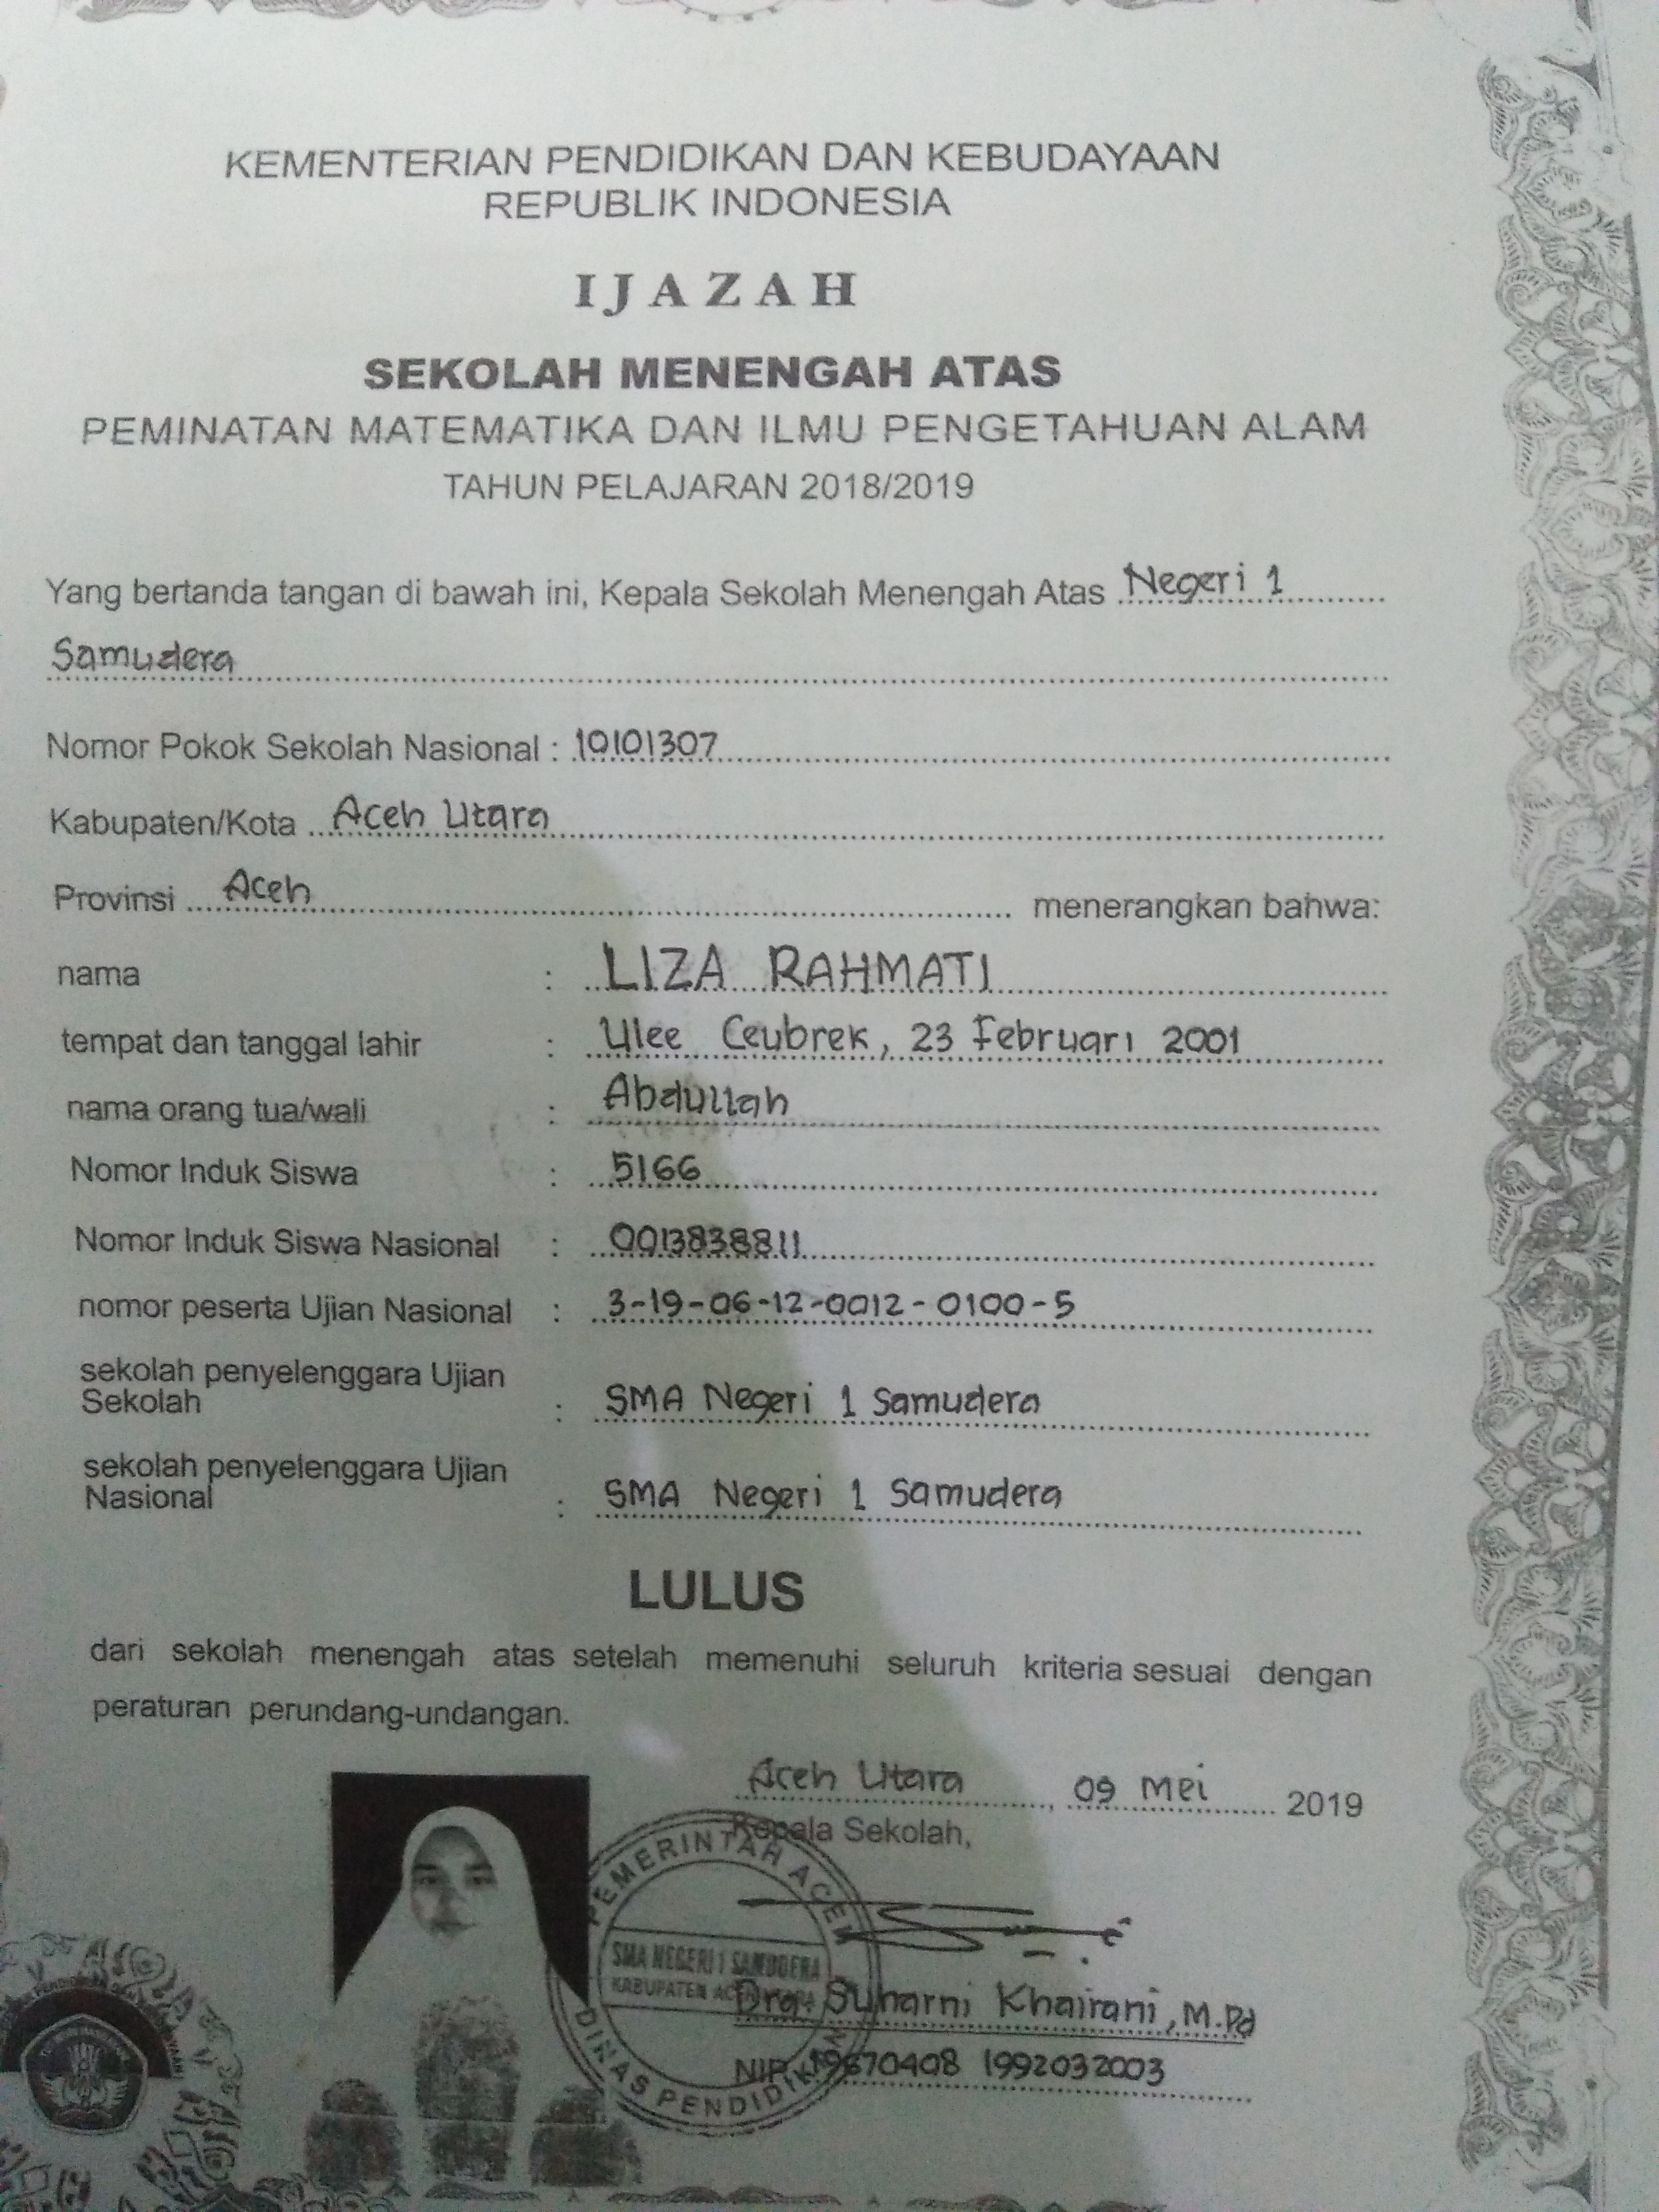 KEMENTERIAN PENDIDIKAN DAN KEBUDAYAAN
REPUBLIK INDONESIA
IJAZAH
SEKOLAH MENENGAH ATAS
PEMINATAN MATEMATIKA DAN ILMU PENGETAHUAN ALAM
TAHUN PELAJARAN 2018/2019
Yang bertanda tangan di bawah ini, Kepala Sekolah Menengah Atas Negeri 1
Samudera
Nomor Pokok Sekolah Nasional : 10101307
Kabupaten/Kota Aceh Utara
Provinsi Aceh menerangkan bahwa:
nama : LIZA RAHMATI
tempat dan tanggal lahir : Ulee Ceubrek, 23 Februari 2001
nama orang tua/wali : Abdullah
Nomor Induk Siswa : 5166
Nomor Induk Siswa Nasional : 0013838811
nomor peserta Ujian Nasional : 3-19-06-12-0012-0100-5
sekolah penyelenggara Ujian
Sekolah : SMA Negeri 1 Samudera
sekolah penyelenggara Ujian
Nasional : SMA Negeri 1 Samudera
LULUS
dari sekolah menengah atas setelah memenuhi seluruh kriteria sesuai dengan
peraturan perundang-undangan.
Aceh Utara, 09 Mei 2019
Kepala Sekolah,
PEMERINTAH ACEH
SMA NEGERI 1 SAMUDERA
KABUPATEN ACEH UTARA
DINAS PENDIDIKAN
Dra. Suharni Khairani, M.Pd
NIP. 19670408 1992032003